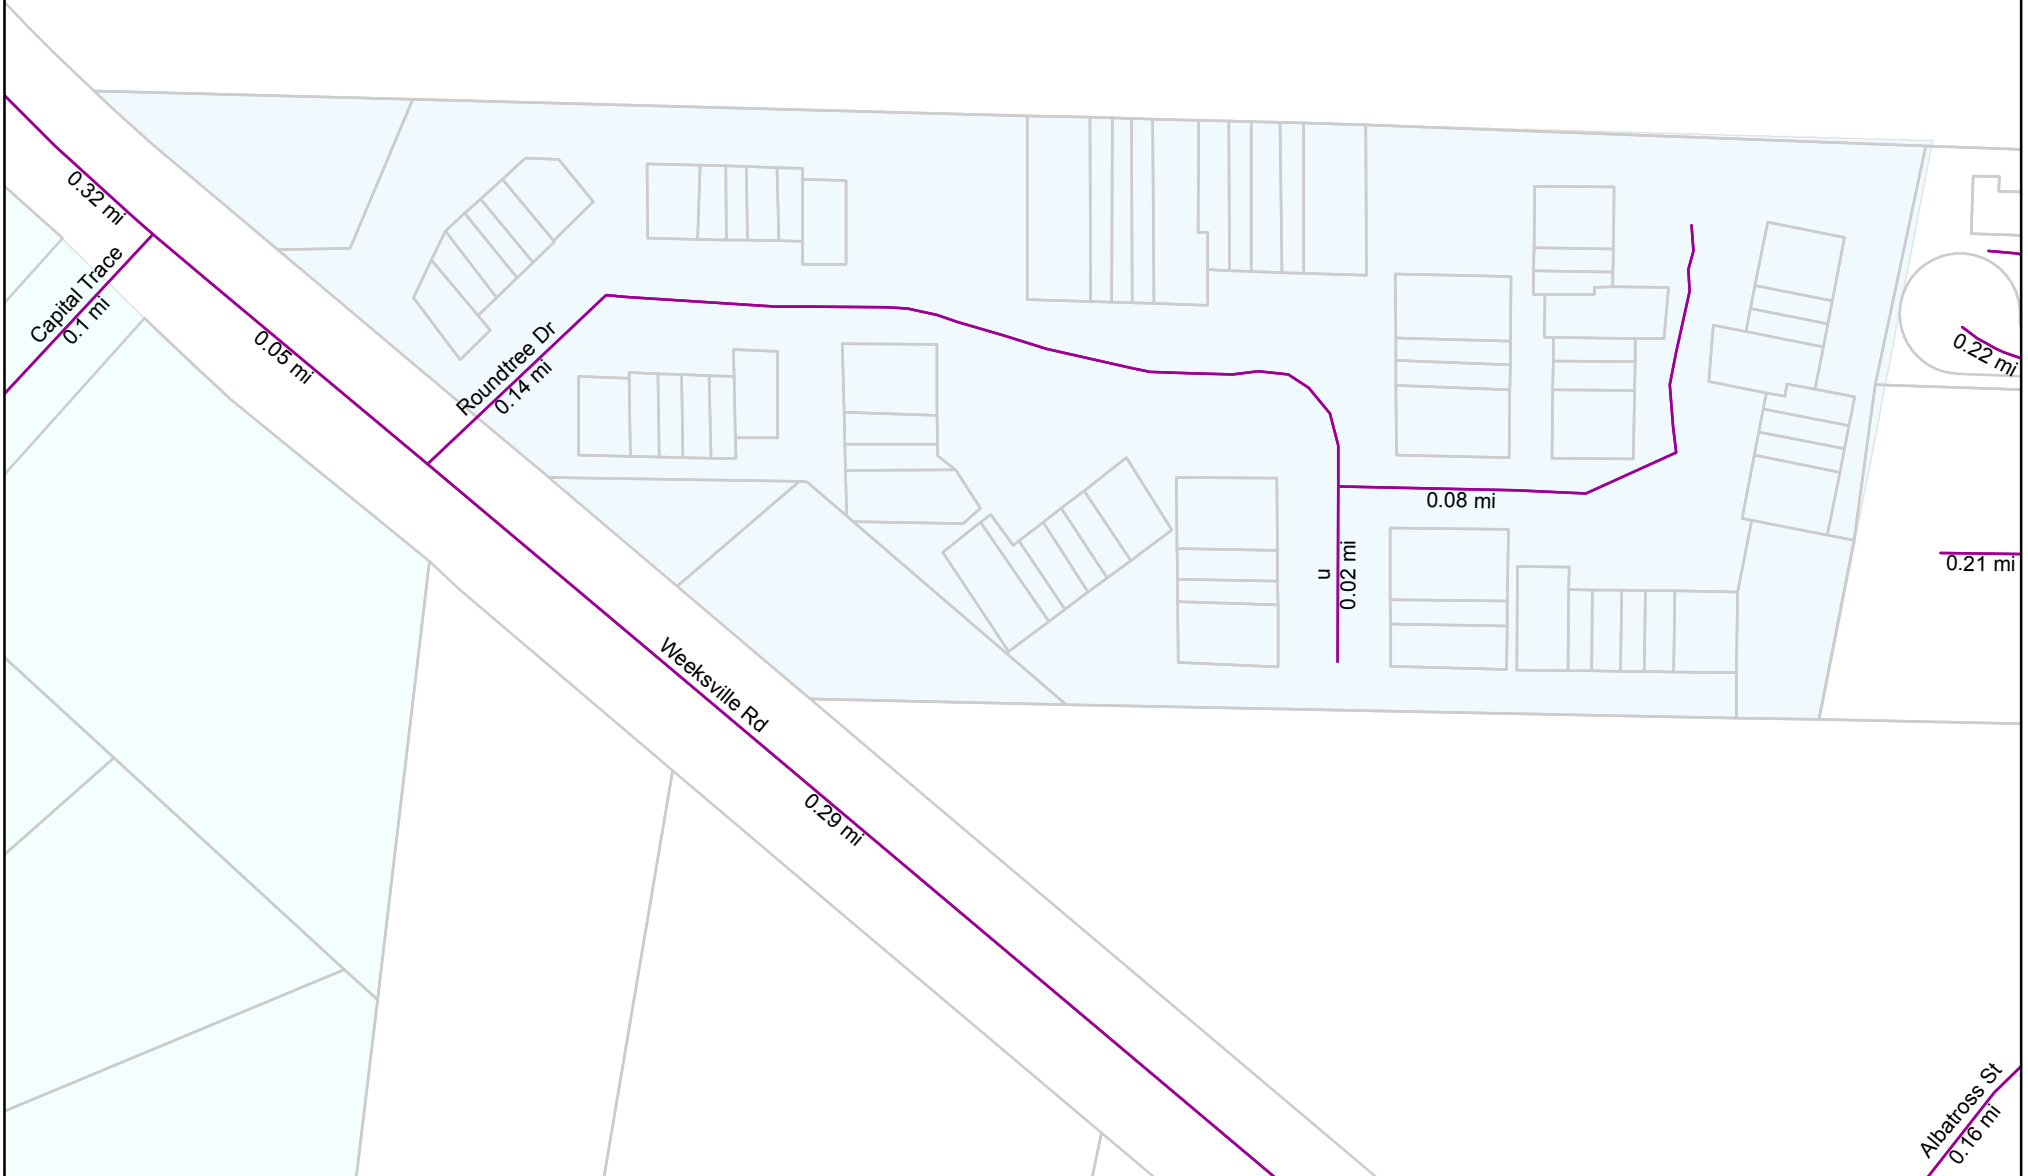 0.32 mi
Capital Trace
0.1 mi
0.05 mi
Roundtree Dr
0.14 mi
0.22 mi
0.08 mi
u
0.02 mi
0.21 mi
Weeksville Rd
0.29 mi
Albatross St
0.16 mi